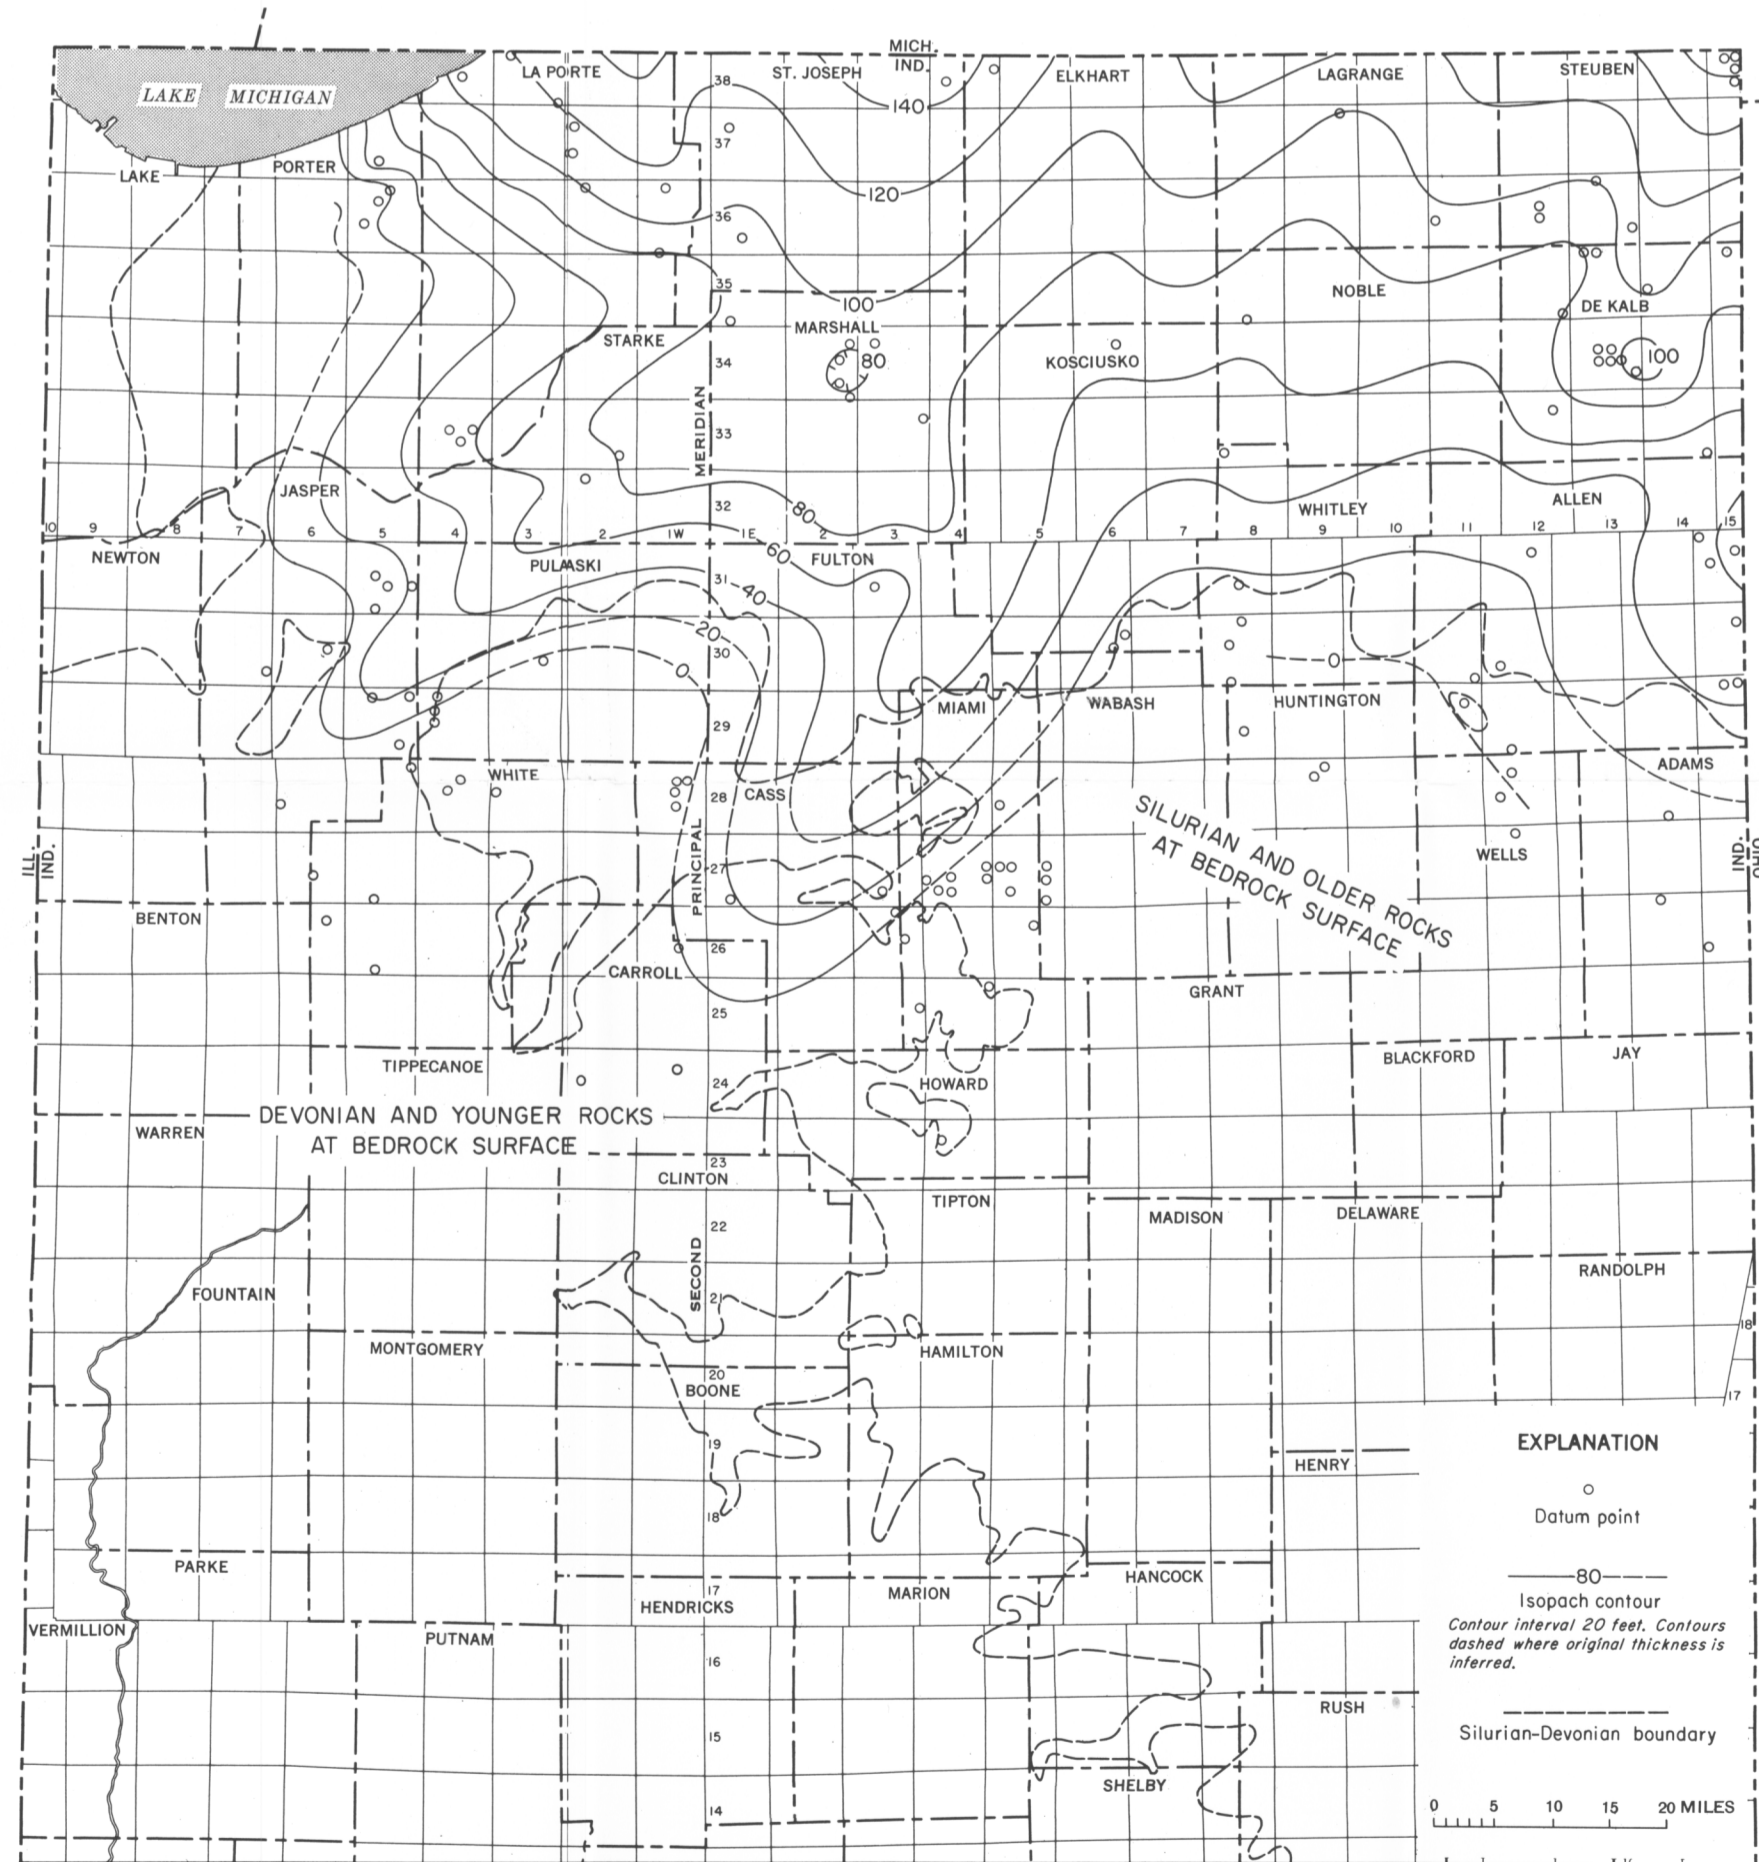 MICH.
IND.
LAKE MICHIGAN
LA PORTE
ST. JOSEPH
ELKHART
LAGRANGE
STEUBEN
38
140
37
LAKE
PORTER
120
36
35
100
NOBLE
DE KALB
STARKE
MARSHALL
KOSCIUSKO
34
80
100
MERIDIAN
33
JASPER
32
80
WHITLEY
ALLEN
10 9 8 7 6 5 4 3 2 1W 1E 2 3 4 5 6 7 8 9 10 11 12 13 14 15
NEWTON
PULASKI
60
FULTON
31
40
20
30
0
0
MIAMI
WABASH
HUNTINGTON
29
WHITE
CASS
28
ADAMS
PRINCIPAL
27
SILURIAN AND OLDER ROCKS
AT BEDROCK SURFACE
WELLS
ILL.
IND.
IND.
OHIO
BENTON
26
CARROLL
GRANT
25
TIPPECANOE
24
HOWARD
BLACKFORD
JAY
DEVONIAN AND YOUNGER ROCKS
AT BEDROCK SURFACE
WARREN
23
CLINTON
TIPTON
MADISON
DELAWARE
22
SECOND
RANDOLPH
FOUNTAIN
21
18
MONTGOMERY
HAMILTON
20
BOONE
17
19
HENRY
18
PARKE
17
HENDRICKS
MARION
HANCOCK
VERMILLION
PUTNAM
16
RUSH
15
SHELBY
14
EXPLANATION
Datum point
80
Isopach contour
Contour interval 20 feet. Contours
dashed where original thickness is
inferred.
Silurian-Devonian boundary
0 5 10 15 20 MILES